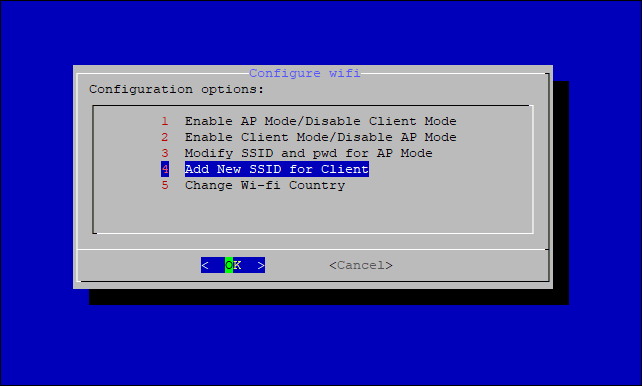 Configure wifi
Configuration options:
1 Enable AP Mode/Disable Client Mode
2 Enable Client Mode/Disable AP Mode
3 Modify SSID and pwd for AP Mode
4 Add New SSID for Client
5 Change Wi-fi Country
< OK > <Cancel>